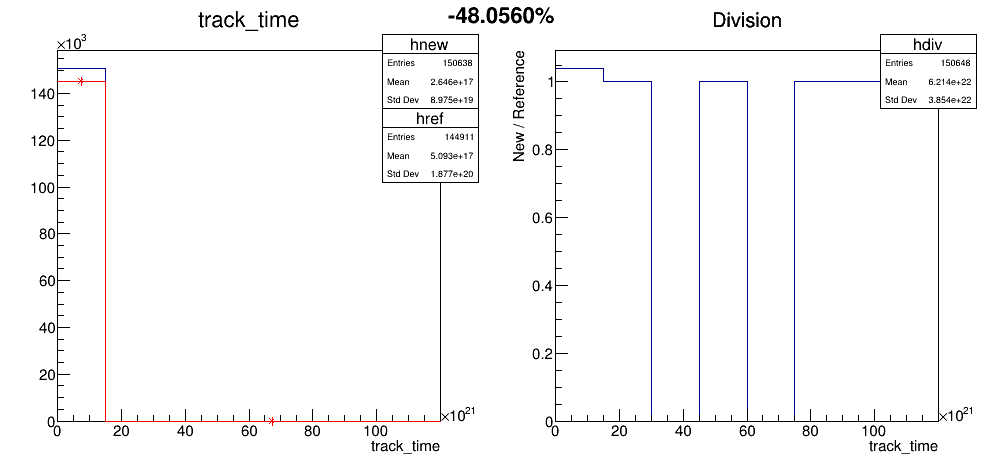 -48.0560%
track_time
×10³
hnew
Entries 150638
Mean 2.646e+17
Std Dev 8.975e+19
href
Entries 144911
Mean 5.093e+17
Std Dev 1.877e+20
140
120
100
80
60
40
20
0
0 20 40 60 80 100
×10²¹
track_time
Division
hdiv
Entries 150648
Mean 6.214e+22
Std Dev 3.854e+22
New / Reference
1
0.8
0.6
0.4
0.2
0
0 20 40 60 80 100
×10²¹
track_time